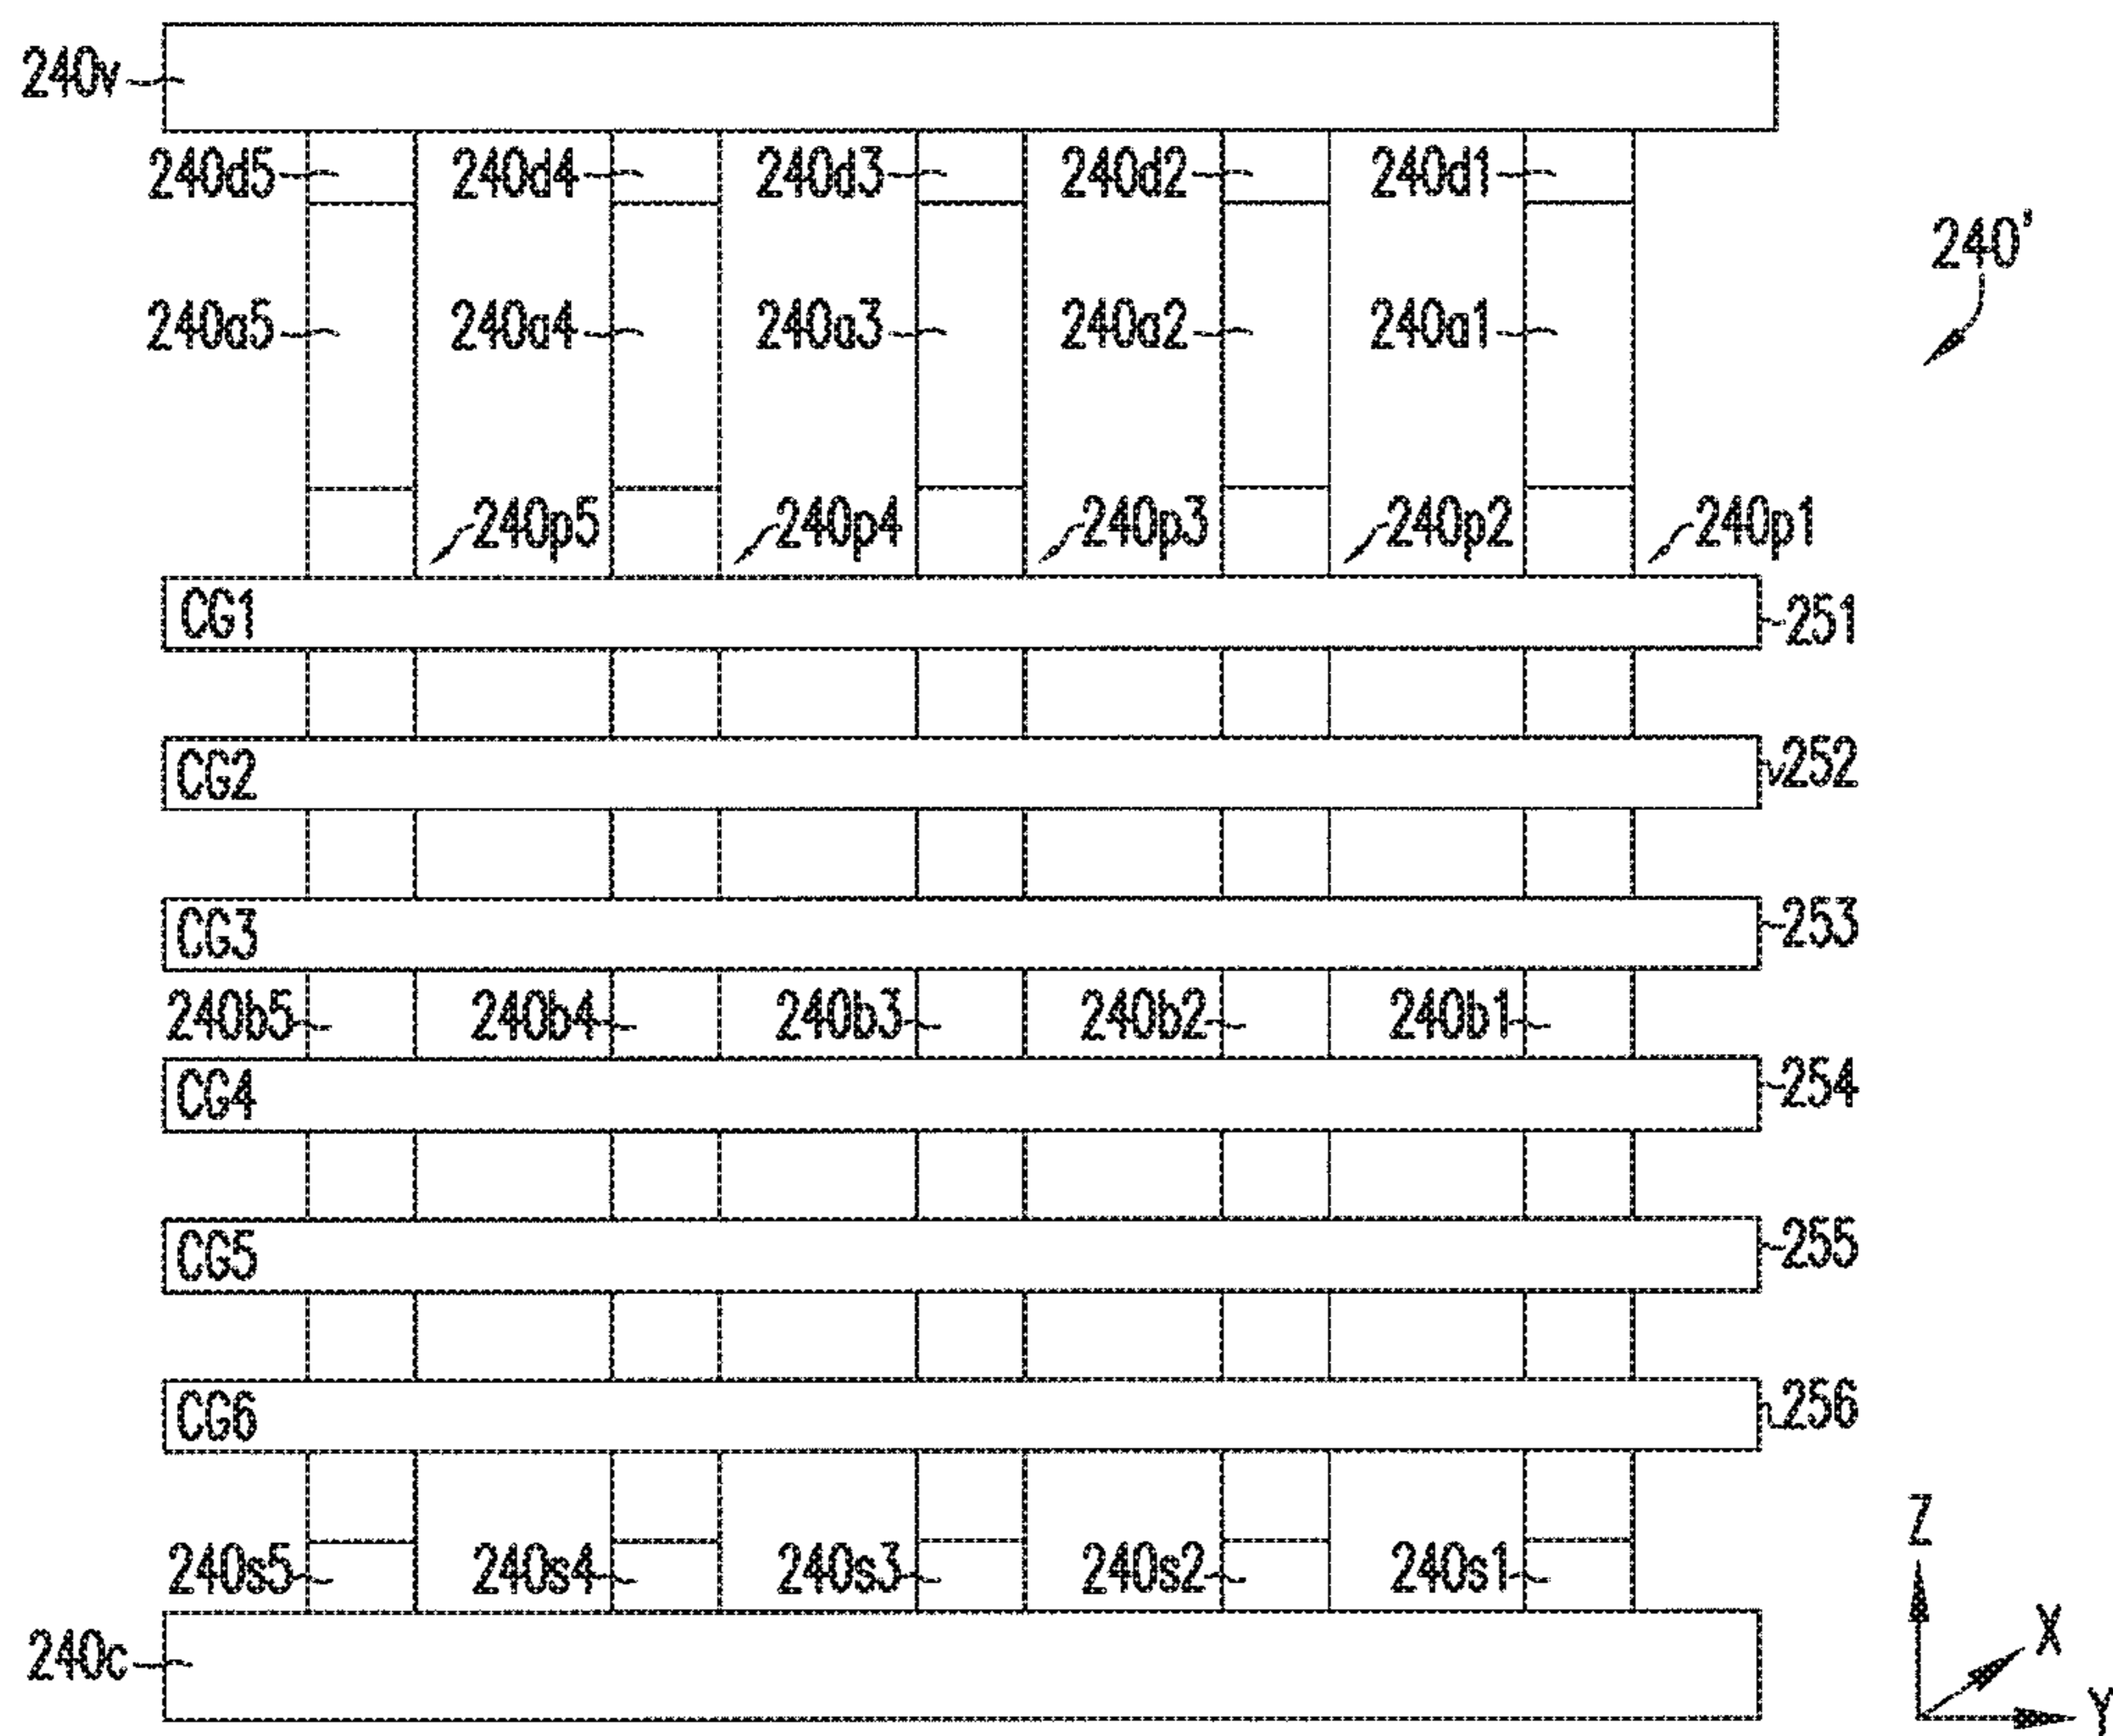 240v
240d5 240d4 240d3 240d2 240d1
240'
240a5 240a4 240a3 240a2 240a1
240p5 240p4 240p3 240p2 240p1
CG1 251
CG2 252
CG3 253
240b5 240b4 240b3 240b2 240b1
CG4 254
CG5 255
CG6 256
Z
240s5 240s4 240s3 240s2 240s1
X
240c
Y